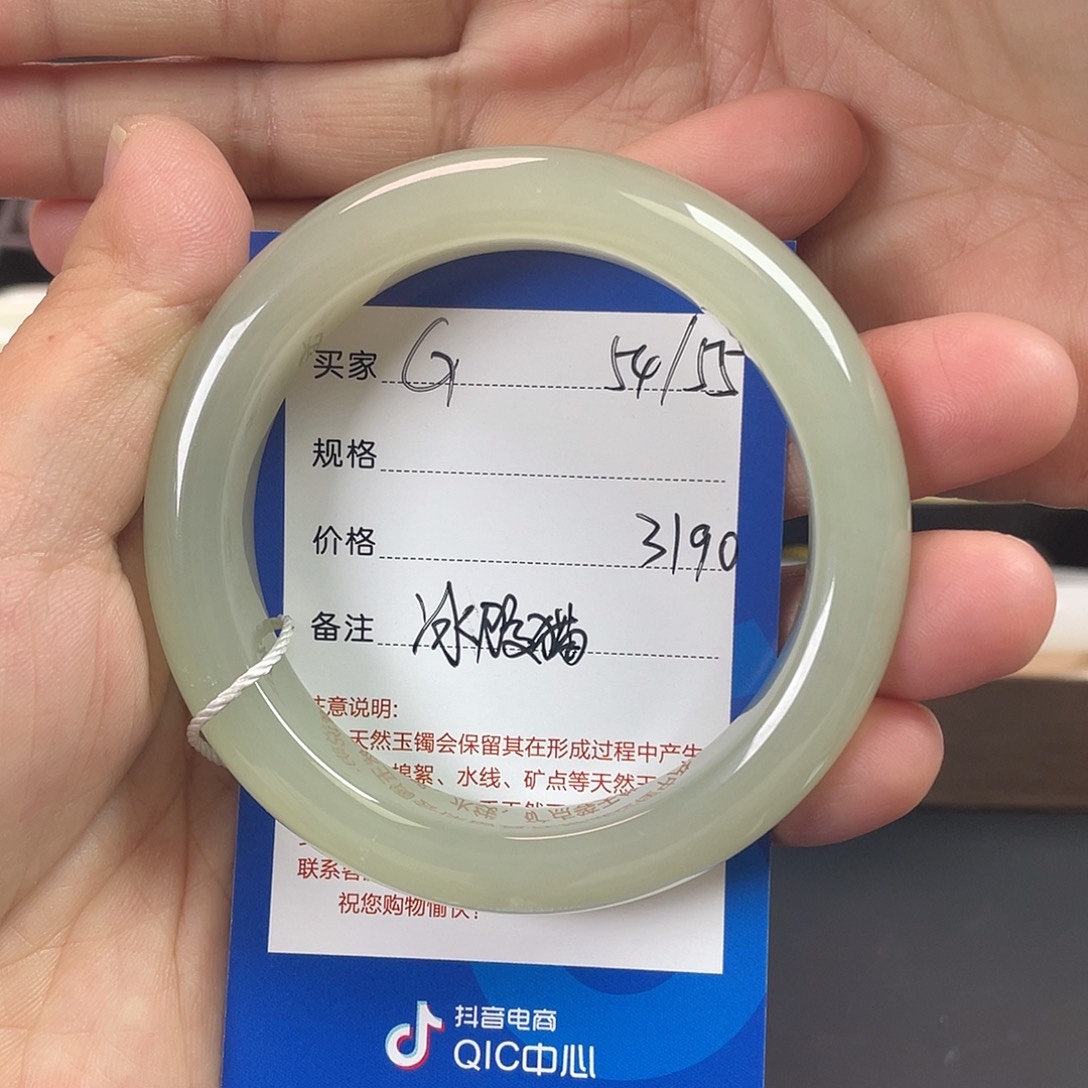 买家 G 54/55
规格
价格 3190
备注 冰胶猫
注意说明:
天然玉镯会保留其在形成过程中产生
棉絮、水线、矿点等天然
联系客
祝您购物愉快!
抖音电商
QIC中心